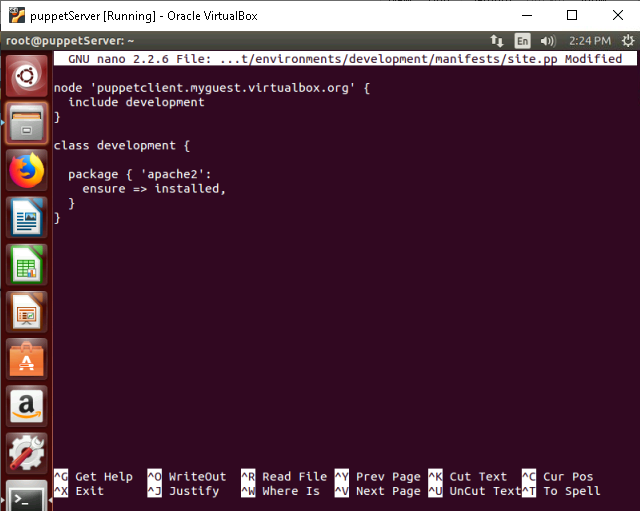 puppetServer [Running] - Oracle VirtualBox
root@puppetServer: ~ En 2:24 PM
GNU nano 2.2.6 File: ...t/environments/development/manifests/site.pp Modified
node 'puppetclient.myguest.virtualbox.org' {
include development
}
class development {
package { 'apache2':
ensure => installed,
}
}
^G Get Help ^O WriteOut ^R Read File ^Y Prev Page ^K Cut Text ^C Cur Pos
^X Exit ^J Justify ^W Where Is ^V Next Page ^U UnCut Text ^T To Spell